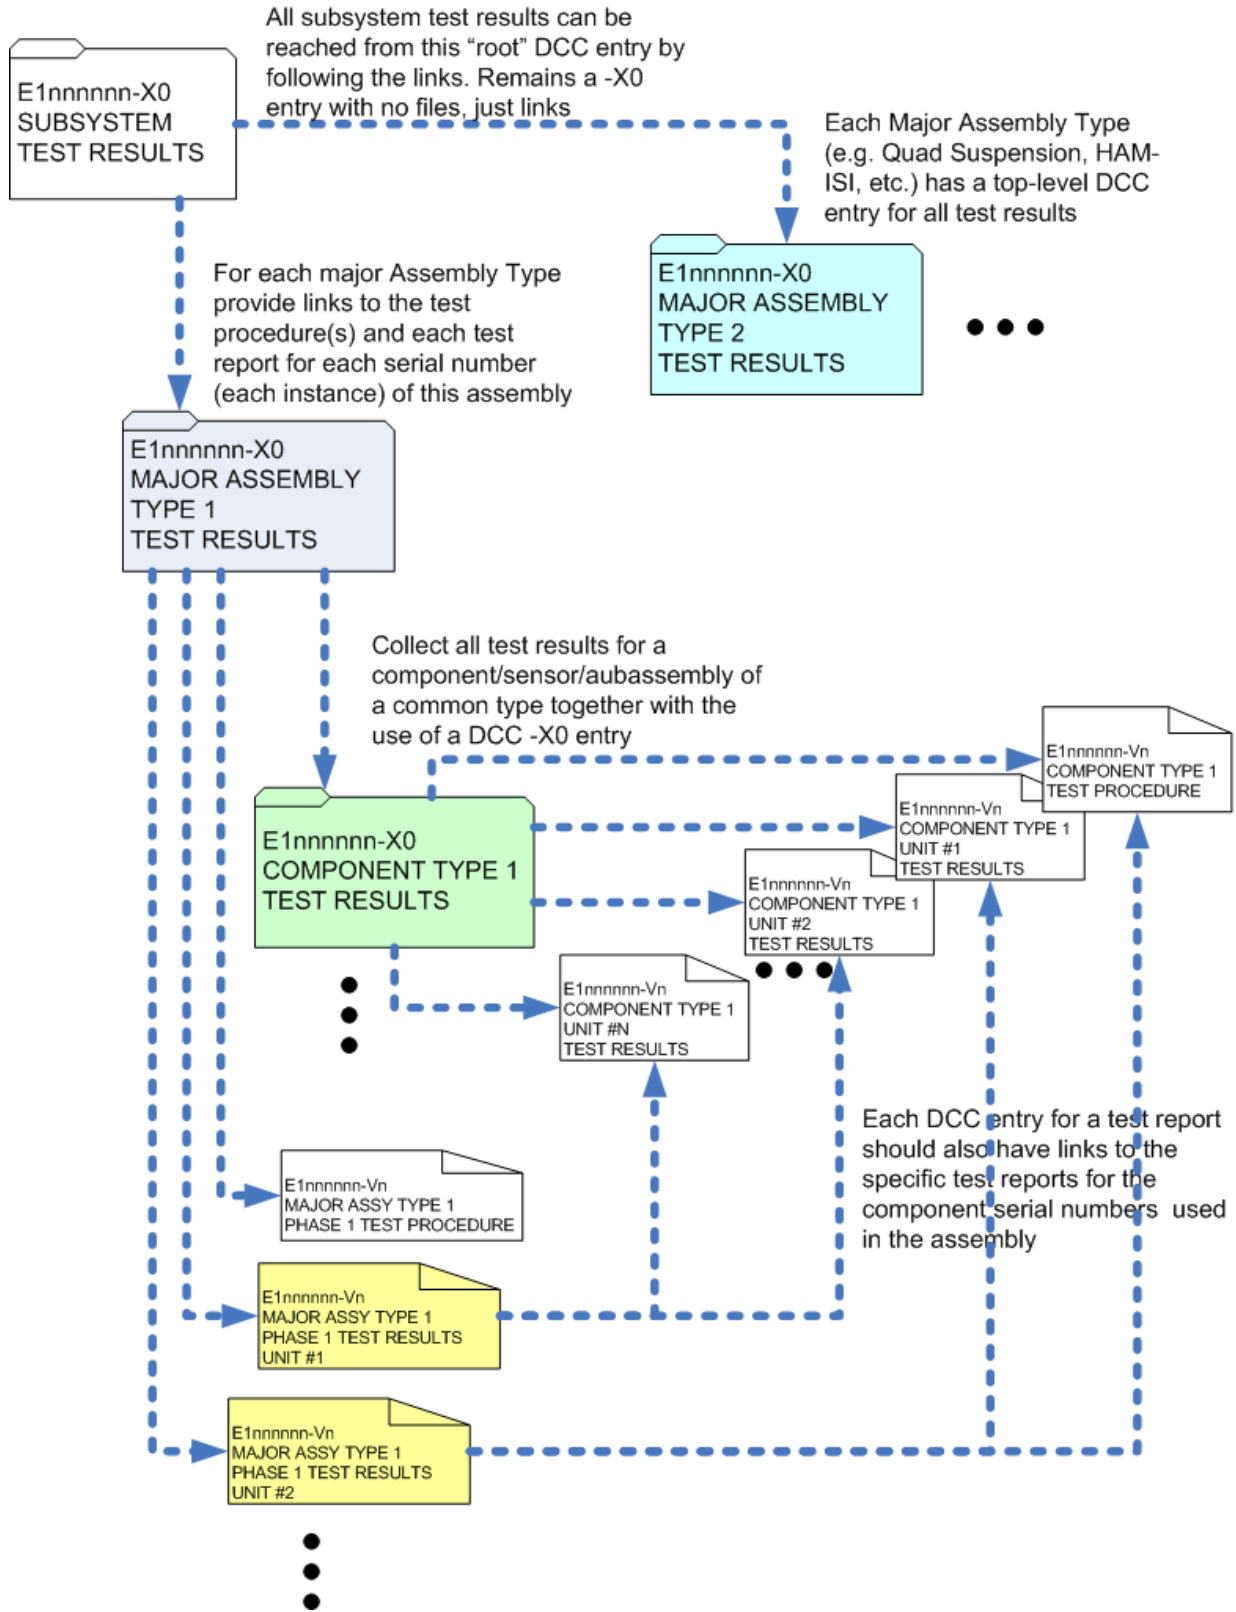 All subsystem test results can be
reached from this “root” DCC entry by
following the links. Remains a -X0
entry with no files, just links
E1nnnnnn-X0
SUBSYSTEM
TEST RESULTS
Each Major Assembly Type
(e.g. Quad Suspension, HAM-
ISI, etc.) has a top-level DCC
entry for all test results
E1nnnnnn-X0
MAJOR ASSEMBLY
TYPE 2
TEST RESULTS
For each major Assembly Type
provide links to the test
procedure(s) and each test
report for each serial number
(each instance) of this assembly
E1nnnnnn-X0
MAJOR ASSEMBLY
TYPE 1
TEST RESULTS
Collect all test results for a
component/sensor/aubassembly of
a common type together with the
use of a DCC -X0 entry
E1nnnnnn-Vn
COMPONENT TYPE 1
TEST PROCEDURE
E1nnnnnn-X0
COMPONENT TYPE 1
TEST RESULTS
E1nnnnnn-Vn
COMPONENT TYPE 1
UNIT #1
TEST RESULTS
E1nnnnnn-Vn
COMPONENT TYPE 1
UNIT #2
TEST RESULTS
E1nnnnnn-Vn
COMPONENT TYPE 1
UNIT #N
TEST RESULTS
Each DCC entry for a test report
should also have links to the
specific test reports for the
component serial numbers used
in the assembly
E1nnnnnn-Vn
MAJOR ASSY TYPE 1
PHASE 1 TEST PROCEDURE
E1nnnnnn-Vn
MAJOR ASSY TYPE 1
PHASE 1 TEST RESULTS
UNIT #1
E1nnnnnn-Vn
MAJOR ASSY TYPE 1
PHASE 1 TEST RESULTS
UNIT #2